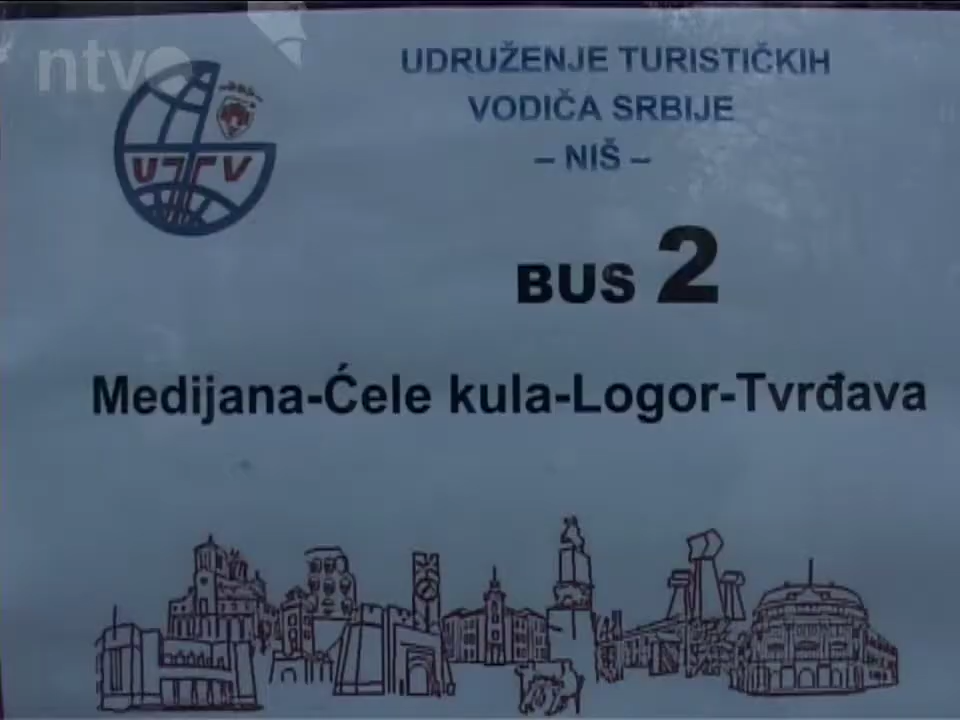 ntv
UDRUŽENJE TURISTIČKIH
VODIČA SRBIJE
– NIŠ –
UTV
BUS 2
Medijana-Ćele kula-Logor-Tvrđava